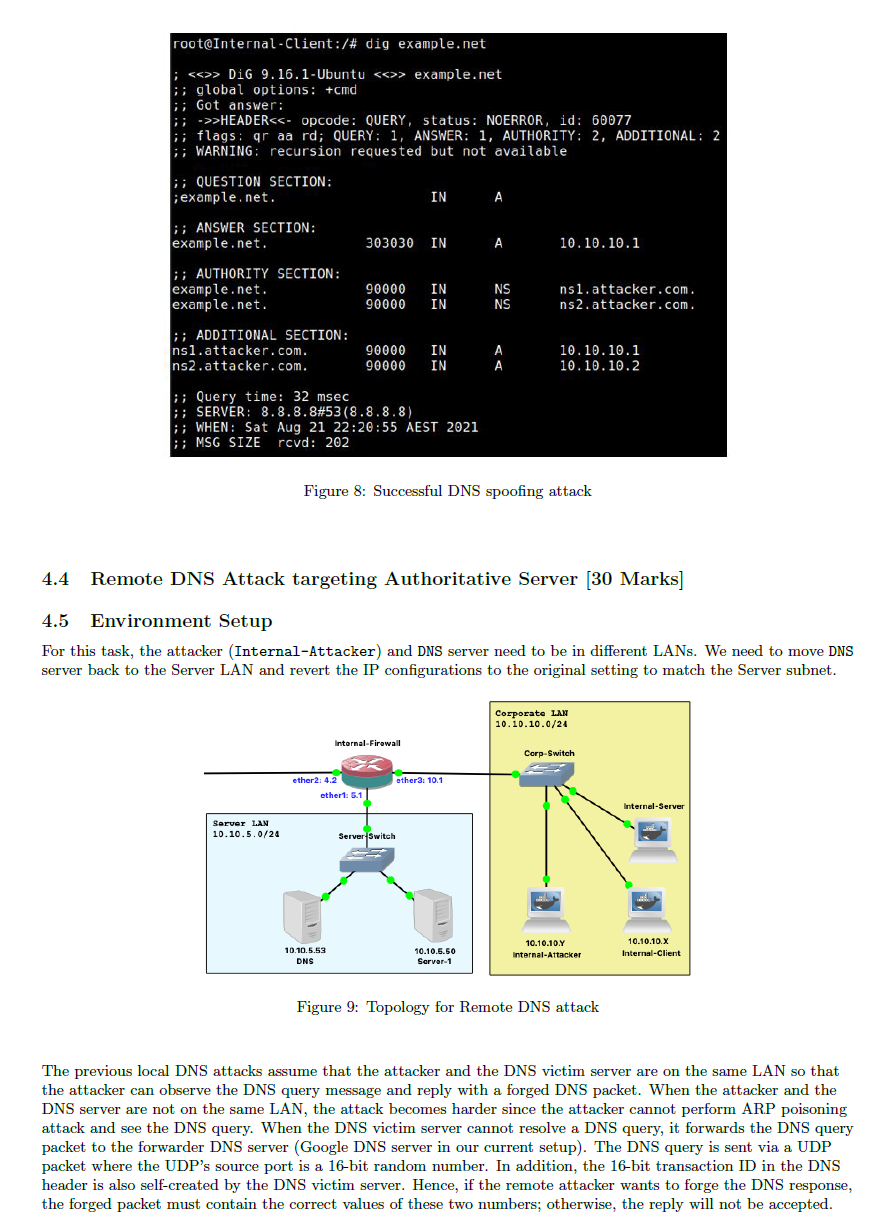 root@Internal-Client:/# dig example.net
; <<>> DiG 9.16.1-Ubuntu <<>> example.net
;; global options: +cmd
;; Got answer:
;; ->>HEADER<<- opcode: QUERY, status: NOERROR, id: 60077
;; flags: qr aa rd; QUERY: 1, ANSWER: 1, AUTHORITY: 2, ADDITIONAL: 2
;; WARNING: recursion requested but not available
;; QUESTION SECTION:
;example.net. IN A
;; ANSWER SECTION:
example.net. 303030 IN A 10.10.10.1
;; AUTHORITY SECTION:
example.net. 90000 IN NS ns1.attacker.com.
example.net. 90000 IN NS ns2.attacker.com.
;; ADDITIONAL SECTION:
ns1.attacker.com. 90000 IN A 10.10.10.1
ns2.attacker.com. 90000 IN A 10.10.10.2
;; Query time: 32 msec
;; SERVER: 8.8.8.8#53(8.8.8.8)
;; WHEN: Sat Aug 21 22:20:55 AEST 2021
;; MSG SIZE rcvd: 202
Figure 8: Successful DNS spoofing attack
4.4 Remote DNS Attack targeting Authoritative Server [30 Marks]
4.5 Environment Setup
For this task, the attacker (Internal-Attacker) and DNS server need to be in different LANs. We need to move DNS
server back to the Server LAN and revert the IP configurations to the original setting to match the Server subnet.
Corporate LAN
10.10.10.0/24
Internal-Firewall
Corp-Switch
ether2: 4.2
ether3: 10.1
ether1: 5.1
Internal-Server
Server LAN
10.10.5.0/24
Server-Switch
10.10.5.53
DNS
10.10.5.50
Server-1
10.10.10.Y
Internal-Attacker
10.10.10.X
Internal-Client
Figure 9: Topology for Remote DNS attack
The previous local DNS attacks assume that the attacker and the DNS victim server are on the same LAN so that
the attacker can observe the DNS query message and reply with a forged DNS packet. When the attacker and the
DNS server are not on the same LAN, the attack becomes harder since the attacker cannot perform ARP poisoning
attack and see the DNS query. When the DNS victim server cannot resolve a DNS query, it forwards the DNS query
packet to the forwarder DNS server (Google DNS server in our current setup). The DNS query is sent via a UDP
packet where the UDP's source port is a 16-bit random number. In addition, the 16-bit transaction ID in the DNS
header is also self-created by the DNS victim server. Hence, if the remote attacker wants to forge the DNS response,
the forged packet must contain the correct values of these two numbers; otherwise, the reply will not be accepted.